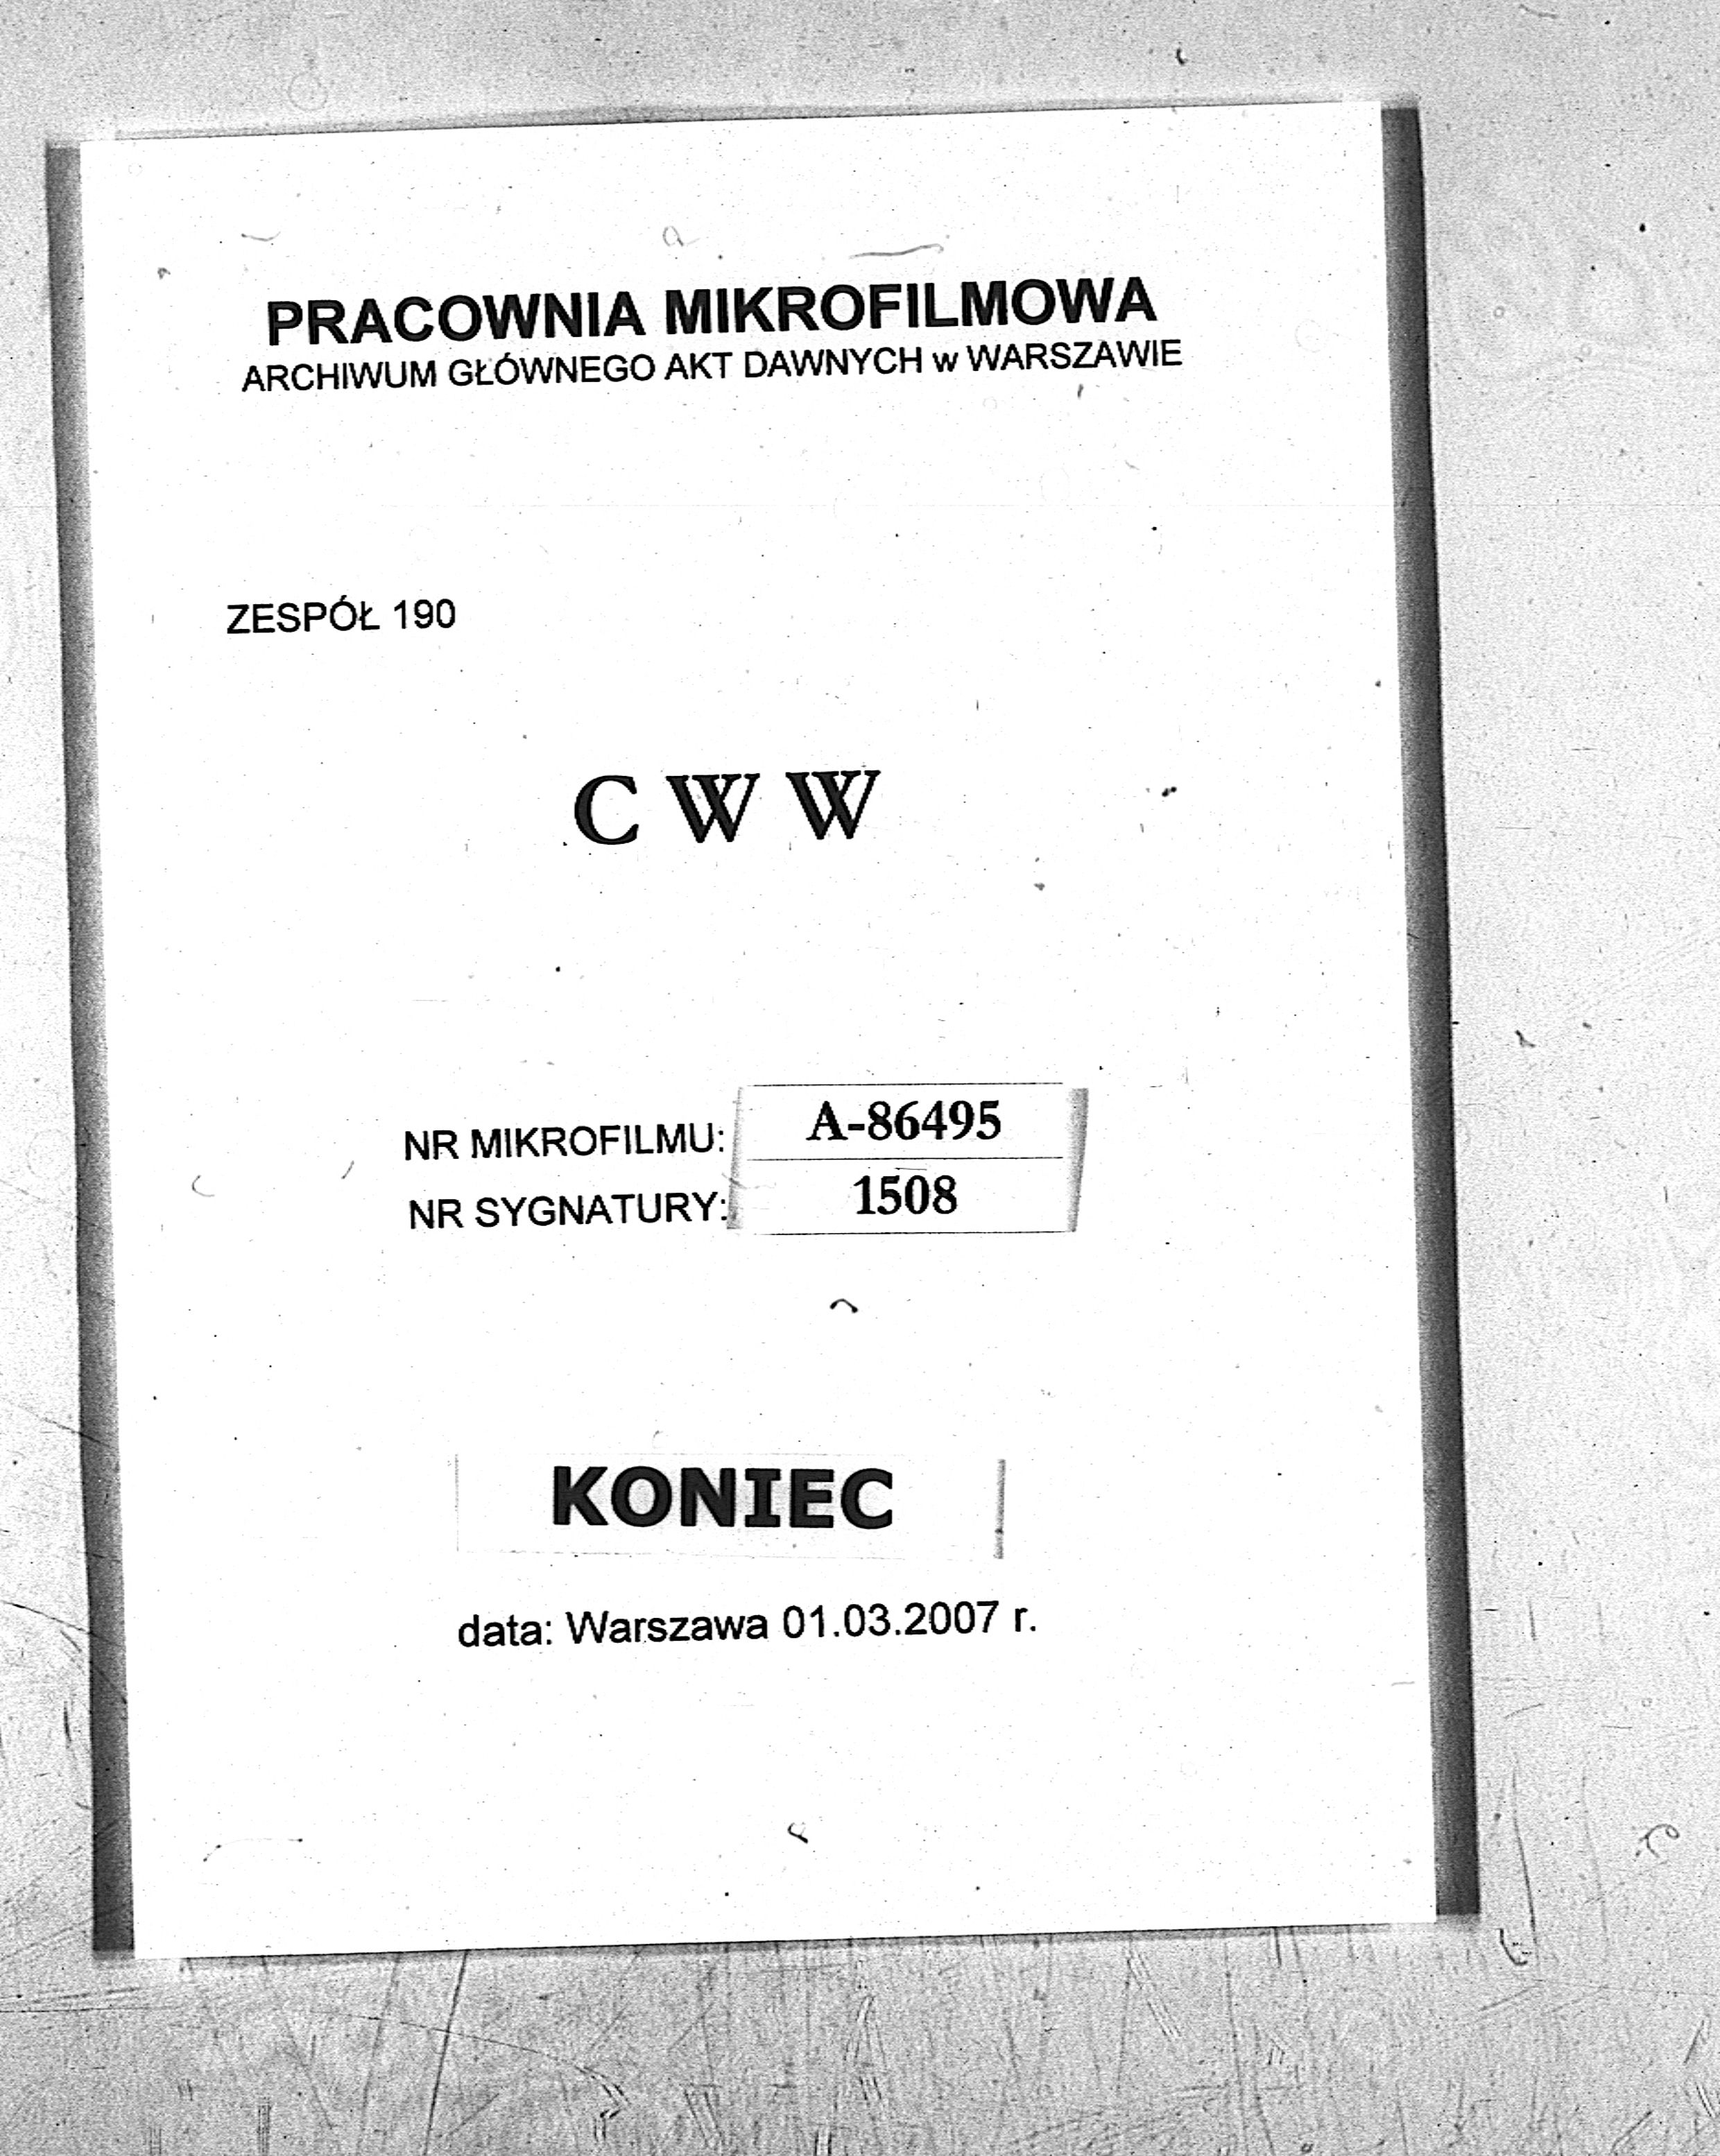 PRACOWNIA MIKROFILMOWA
ARCHIWUM GŁÓWNEGO AKT DAWNYCH w WARSZAWIE
ZESPÓŁ 190
C W W
NR MIKROFILMU: A-86495
NR SYGNATURY: 1508
KONIEC
data: Warszawa 01.03.2007 r.